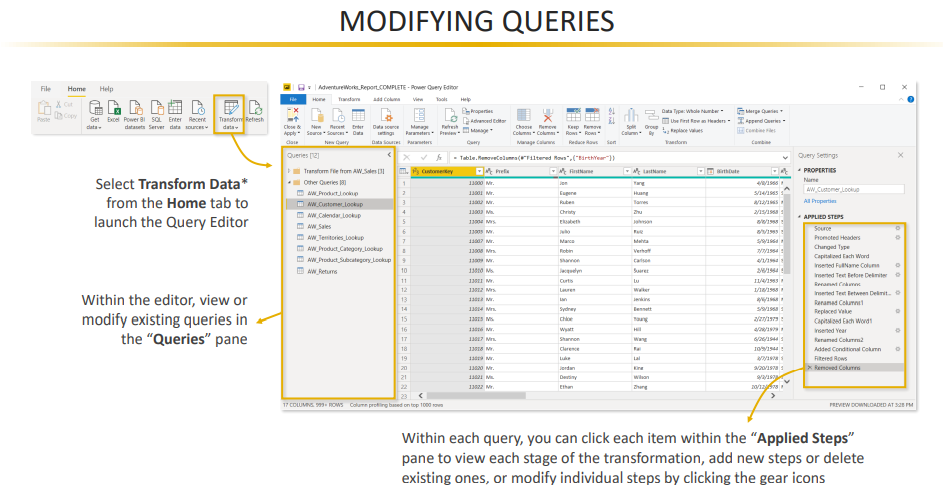 MODIFYING QUERIES
File Home Help
Paste Cut Copy
Get data Excel Power BI datasets SQL Server Enter data Recent sources Transform data Refresh
Select Transform Data*
from the Home tab to
launch the Query Editor
Within the editor, view or
modify existing queries in
the “Queries” pane
AdventureWorks_Report_COMPLETE - Power Query Editor
File Home Transform Add Column View Tools Help
Close & Apply New Source Recent Sources Enter Data Data source settings Manage Parameters Refresh Preview Properties Advanced Editor Manage Choose Columns Remove Columns Keep Rows Remove Rows Split Column Group By Data Type: Whole Number Use First Row as Headers Replace Values Merge Queries Append Queries Combine Files
Close New Query Data Sources Parameters Query Manage Columns Reduce Rows Sort Transform Combine
Queries [12]
Transform File from AW_Sales [3]
Other Queries [8]
AW_Product_Lookup
AW_Customer_Lookup
AW_Calendar_Lookup
AW_Sales
AW_Territories_Lookup
AW_Product_Category_Lookup
AW_Product_Subcategory_Lookup
AW_Returns
= Table.RemoveColumns(#"Filtered Rows",{"BirthYear"})
CustomerKey Prefix FirstName LastName BirthDate
1 11000 Mr. Jon Yang 4/8/1966
2 11001 Mr. Eugene Huang 5/14/1965
3 11002 Mr. Ruben Torres 8/12/1965
4 11003 Ms. Christy Zhu 2/15/1968
5 11004 Mrs. Elizabeth Johnson 8/8/1968
6 11005 Mr. Julio Ruiz 8/5/1965
7 11007 Mr. Marco Mehta 5/9/1964
8 11008 Mrs. Robin Verhoff 7/7/1964
9 11009 Mr. Shannon Carlson 4/1/1964
10 11010 Ms. Jacquelyn Suarez 2/6/1964
11 11011 Mr. Curtis Lu 11/4/1963
12 11012 Mrs. Lauren Walker 1/18/1968
13 11013 Mr. Ian Jenkins 8/6/1968
14 11014 Mrs. Sydney Bennett 5/9/1968
15 11015 Ms. Chloe Young 2/27/1979
16 11016 Mr. Wyatt Hill 4/28/1979
17 11017 Mrs. Shannon Wang 6/26/1944
18 11018 Mr. Clarence Rai 10/9/1944
19 11019 Mr. Luke Lal 3/7/1978
20 11020 Mr. Jordan King 9/20/1978
21 11021 Ms. Destiny Wilson 9/3/1978
22 11022 Mr. Ethan Zhang 10/12/1978
23
17 COLUMNS, 999+ ROWS Column profiling based on top 1000 rows
PREVIEW DOWNLOADED AT 3:28 PM
Query Settings
PROPERTIES
Name
AW_Customer_Lookup
All Properties
APPLIED STEPS
Source
Promoted Headers
Changed Type
Capitalized Each Word
Inserted FullName Column
Inserted Text Before Delimiter
Renamed Columns
Inserted Text Between Delimit...
Renamed Columns1
Replaced Value
Capitalized Each Word1
Inserted Year
Renamed Columns2
Added Conditional Column
Filtered Rows
Removed Columns
Within each query, you can click each item within the “Applied Steps”
pane to view each stage of the transformation, add new steps or delete
existing ones, or modify individual steps by clicking the gear icons